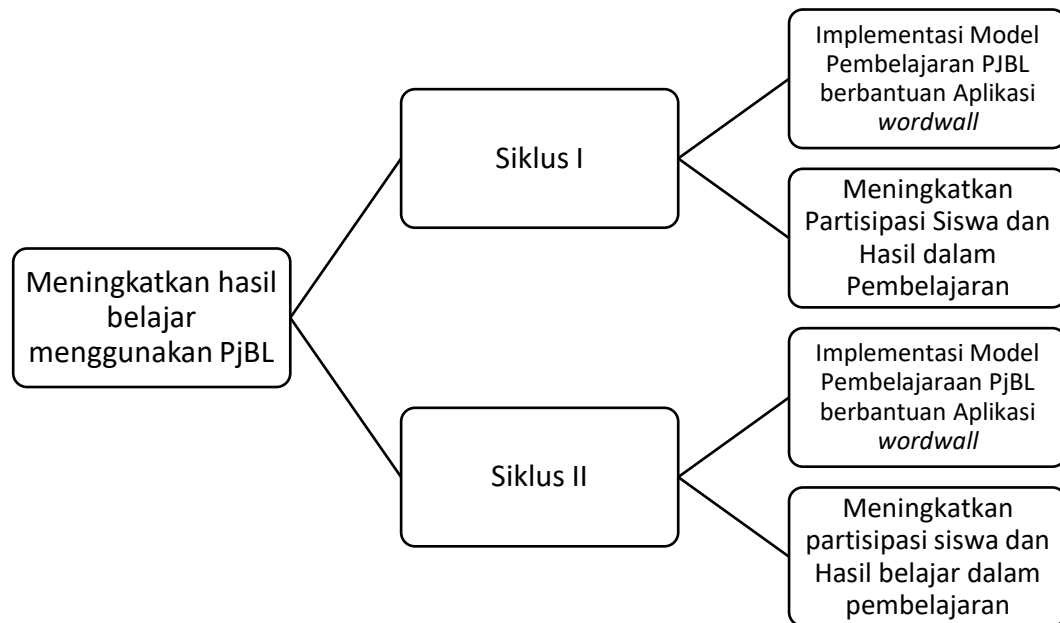 Meningkatkan hasil
belajar
menggunakan PjBL
Siklus I
Implementasi Model
Pembelajaran PJBL
berbantuan Aplikasi
wordwall
Meningkatkan
Partisipasi Siswa dan
Hasil dalam
Pembelajaran
Siklus II
Implementasi Model
Pembelajaraan PjBL
berbantuan Aplikasi
wordwall
Meningkatkan
partisipasi siswa dan
Hasil belajar dalam
pembelajaran